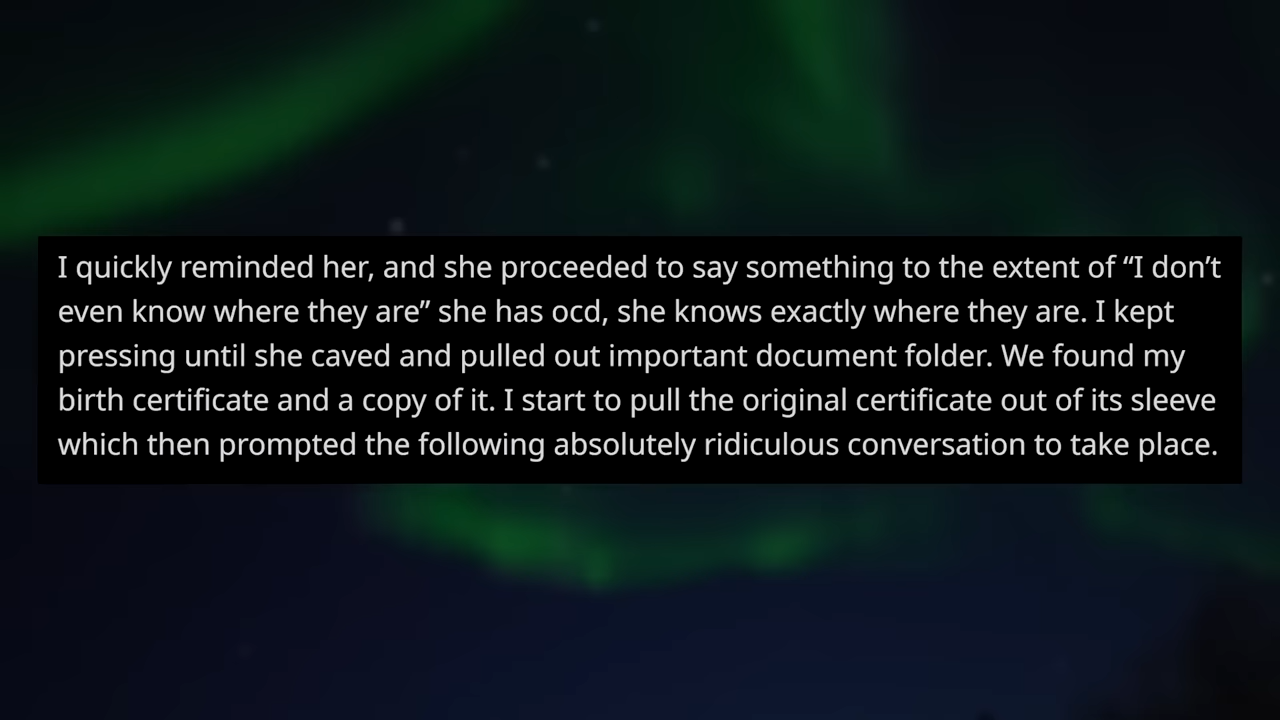 I quickly reminded her, and she proceeded to say something to the extent of “I don’t
even know where they are” she has ocd, she knows exactly where they are. I kept
pressing until she caved and pulled out important document folder. We found my
birth certificate and a copy of it. I start to pull the original certificate out of its sleeve
which then prompted the following absolutely ridiculous conversation to take place.